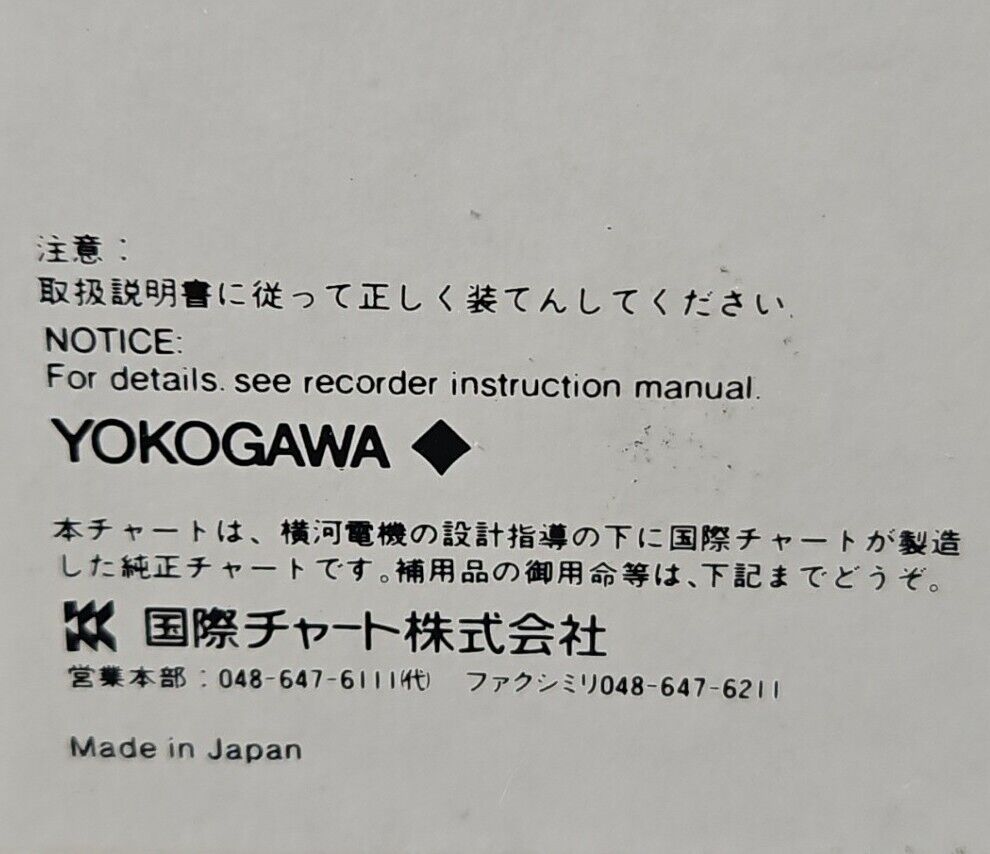 注意：
取扱説明書に従って正しく装てんしてください.
NOTICE:
For details. see recorder instruction manual.
YOKOGAWA
本チャートは、横河電機の設計指導の下に国際チャートが製造
した純正チャートです。補用品の御用命等は、下記までどうぞ。
国際チャート株式会社
営業本部：048-647-6111(代) ファクシミリ048-647-6211
Made in Japan